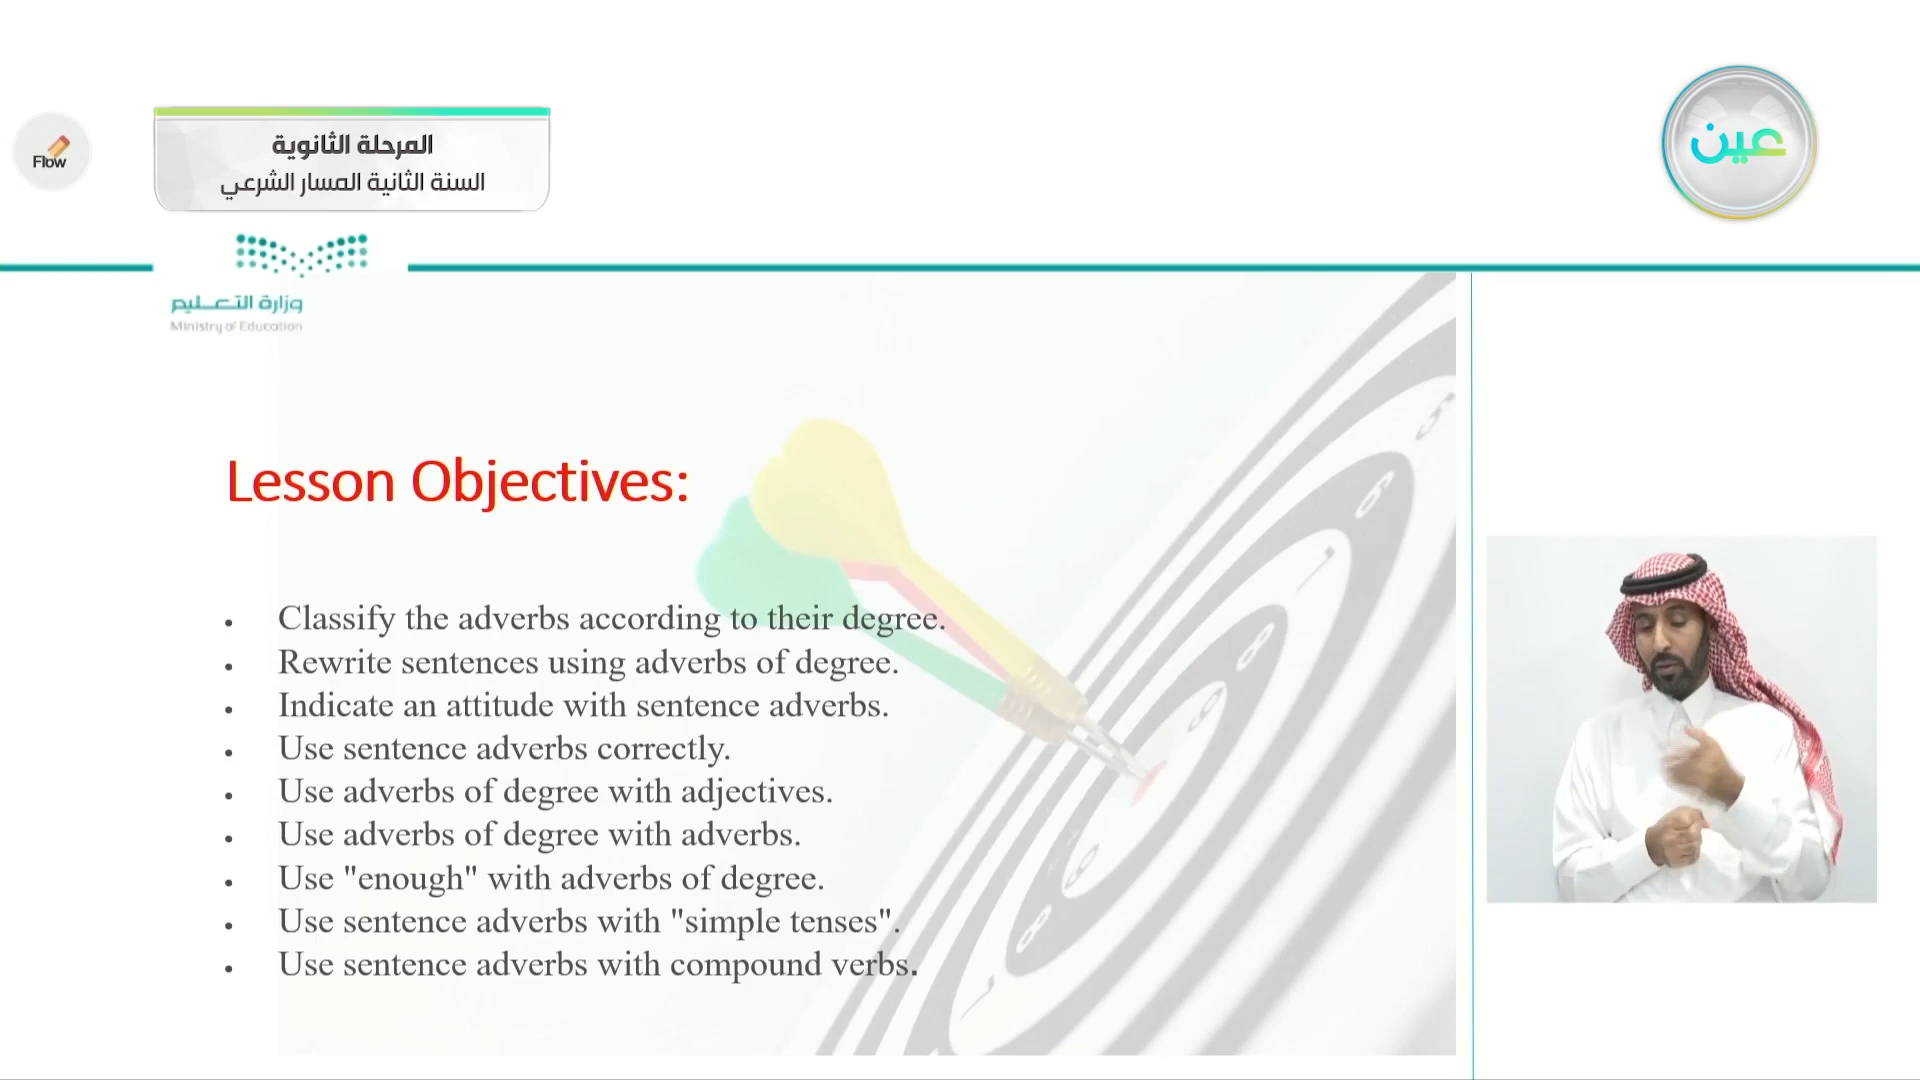 المرحلة الثانوية
السنة الثانية المسار الشرعي
Flow
عين
وزارة التعليم
Ministry of Education
Lesson Objectives:
• Classify the adverbs according to their degree.
• Rewrite sentences using adverbs of degree.
• Indicate an attitude with sentence adverbs.
• Use sentence adverbs correctly.
• Use adverbs of degree with adjectives.
• Use adverbs of degree with adverbs.
• Use "enough" with adverbs of degree.
• Use sentence adverbs with "simple tenses".
• Use sentence adverbs with compound verbs.